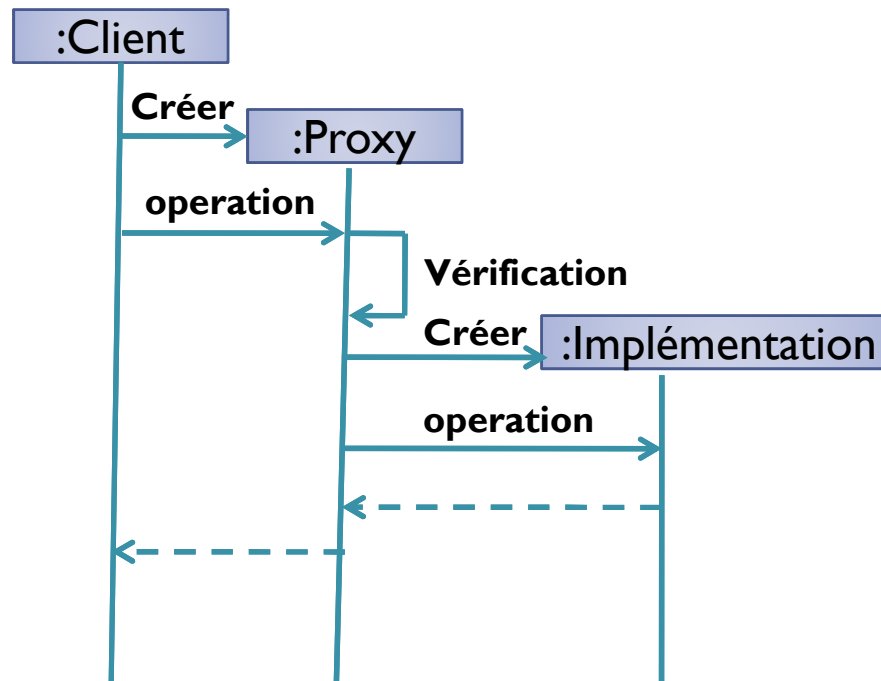 :Client
Créer
:Proxy
operation
Vérification
Créer
:Implémentation
operation